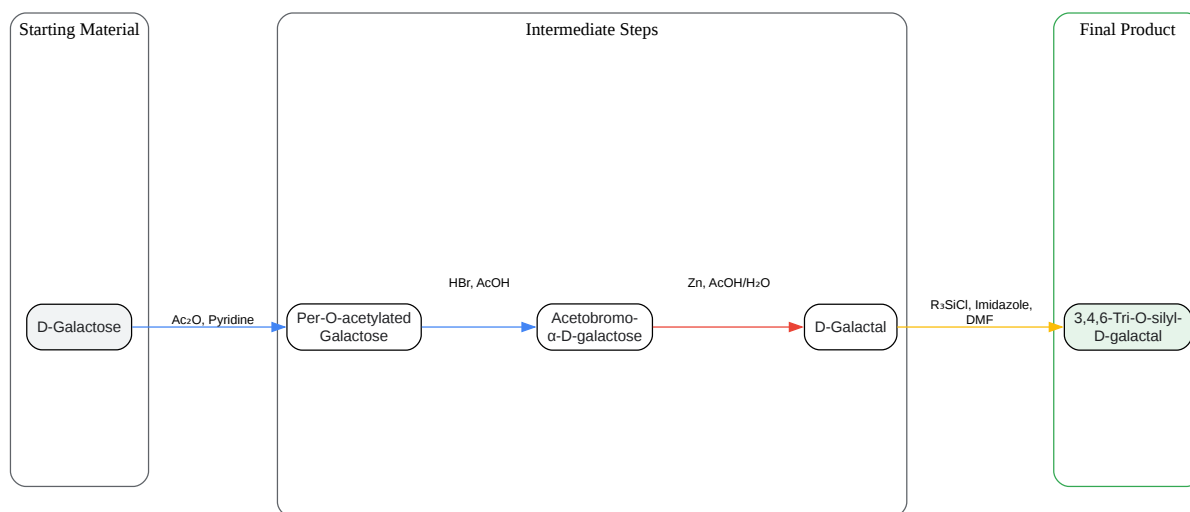 Starting Material
Intermediate Steps
Final Product
HBr, AcOH
Zn, AcOH/H₂O
R₃SiCl, Imidazole,
DMF
Ac₂O, Pyridine
D-Galactose
Per-O-acetylated
Galactose
Acetobromo-
α-D-galactose
D-Galactal
3,4,6-Tri-O-silyl-
D-galactal